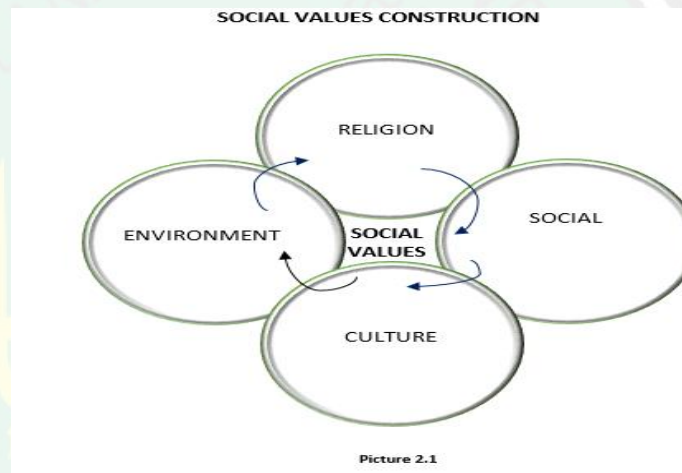 SOCIAL VALUES CONSTRUCTION
RELIGION
SOCIAL
ENVIRONMENT
SOCIAL
VALUES
CULTURE
Picture 2.1